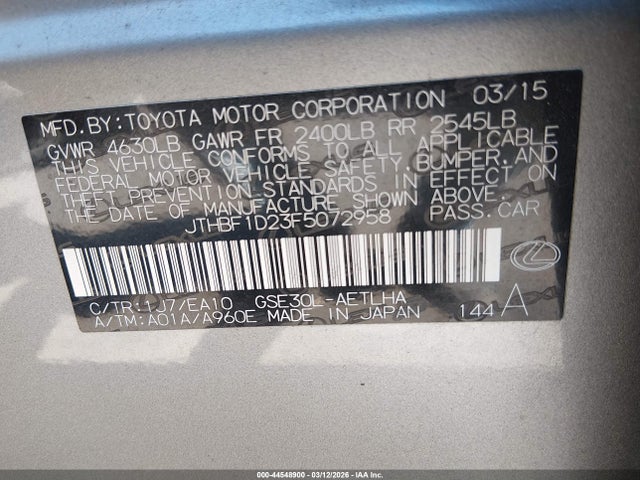 MFD.BY:TOYOTA MOTOR CORPORATION 03/15
GVWR 4630LB GAWR FR 2400LB RR 2545LB
THIS VEHICLE CONFORMS TO ALL APPLICABLE
FEDERAL MOTOR VEHICLE SAFETY,BUMPER,AND
THEFT PREVENTION STANDARDS IN EFFECT ON
THE DATE OF MANUFACTURE SHOWN ABOVE.
JTHBF1D23F5072958 PASS.CAR
C/TR:1J7/EA10 GSE30L-AETLHA
A/TM:A01A/A960E MADE IN JAPAN 144 A
000-44548900 - 03/12/2026 - IAA Inc.